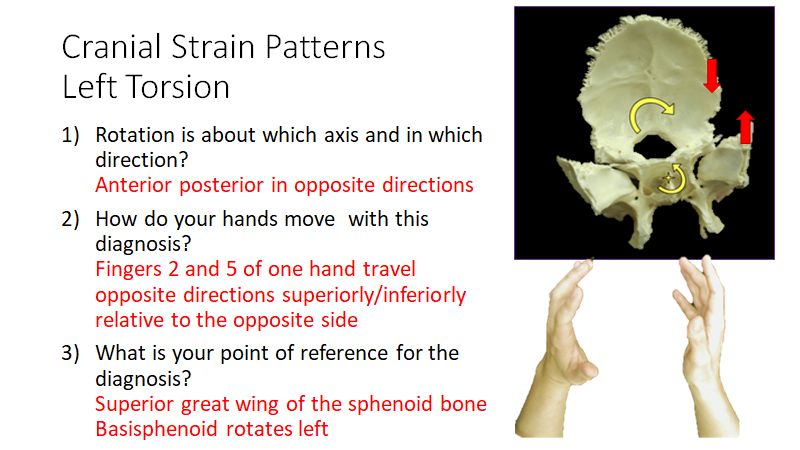 Cranial Strain Patterns
Left Torsion
1) Rotation is about which axis and in which
direction?
Anterior posterior in opposite directions
2) How do your hands move with this
diagnosis?
Fingers 2 and 5 of one hand travel
opposite directions superiorly/inferiorly
relative to the opposite side
3) What is your point of reference for the
diagnosis?
Superior great wing of the sphenoid bone
Basisphenoid rotates left